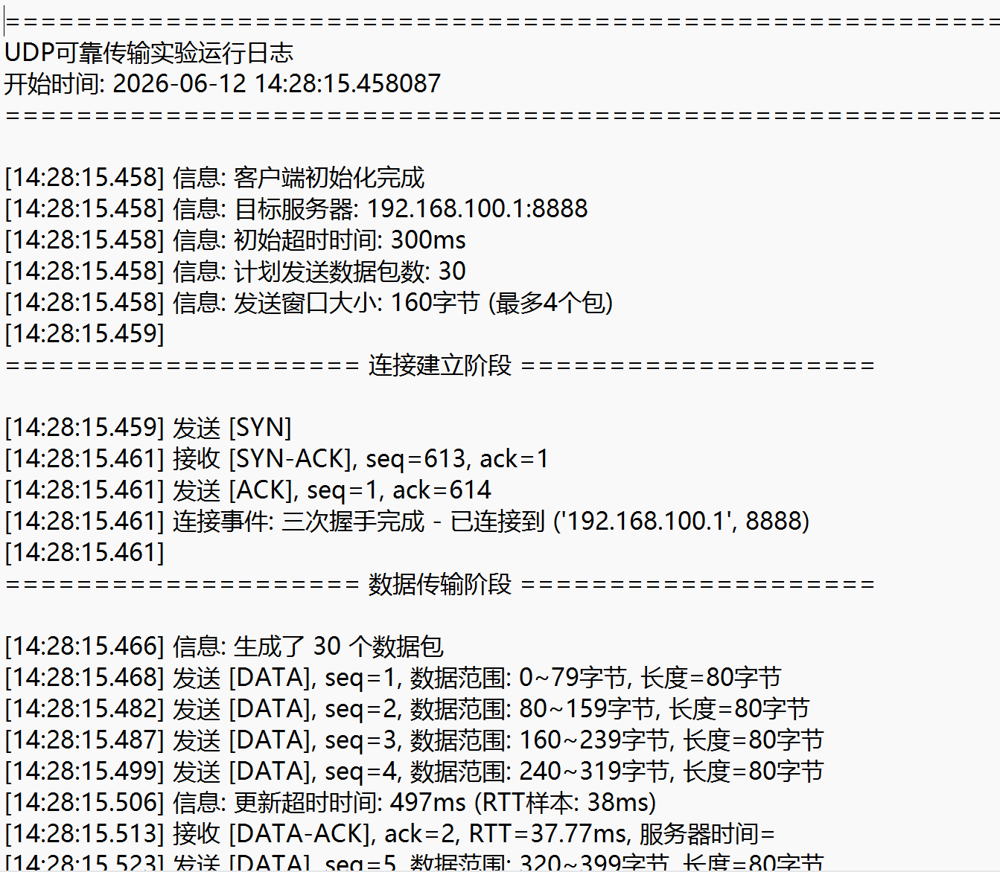 ========================================================
UDP可靠传输实验运行日志
开始时间: 2026-06-12 14:28:15.458087
========================================================
[14:28:15.458] 信息: 客户端初始化完成
[14:28:15.458] 信息: 目标服务器: 192.168.100.1:8888
[14:28:15.458] 信息: 初始超时时间: 300ms
[14:28:15.458] 信息: 计划发送数据包数: 30
[14:28:15.458] 信息: 发送窗口大小: 160字节 (最多4个包)
[14:28:15.459]
==================== 连接建立阶段 ====================
[14:28:15.459] 发送 [SYN]
[14:28:15.461] 接收 [SYN-ACK], seq=613, ack=1
[14:28:15.461] 发送 [ACK], seq=1, ack=614
[14:28:15.461] 连接事件: 三次握手完成 - 已连接到 ('192.168.100.1', 8888)
[14:28:15.461]
==================== 数据传输阶段 ====================
[14:28:15.466] 信息: 生成了 30 个数据包
[14:28:15.468] 发送 [DATA], seq=1, 数据范围: 0~79字节, 长度=80字节
[14:28:15.482] 发送 [DATA], seq=2, 数据范围: 80~159字节, 长度=80字节
[14:28:15.487] 发送 [DATA], seq=3, 数据范围: 160~239字节, 长度=80字节
[14:28:15.499] 发送 [DATA], seq=4, 数据范围: 240~319字节, 长度=80字节
[14:28:15.506] 信息: 更新超时时间: 497ms (RTT样本: 38ms)
[14:28:15.513] 接收 [DATA-ACK], ack=2, RTT=37.77ms, 服务器时间=
[14:28:15.523] 发送 [DATA], seq=5, 数据范围: 320~399字节, 长度=80字节